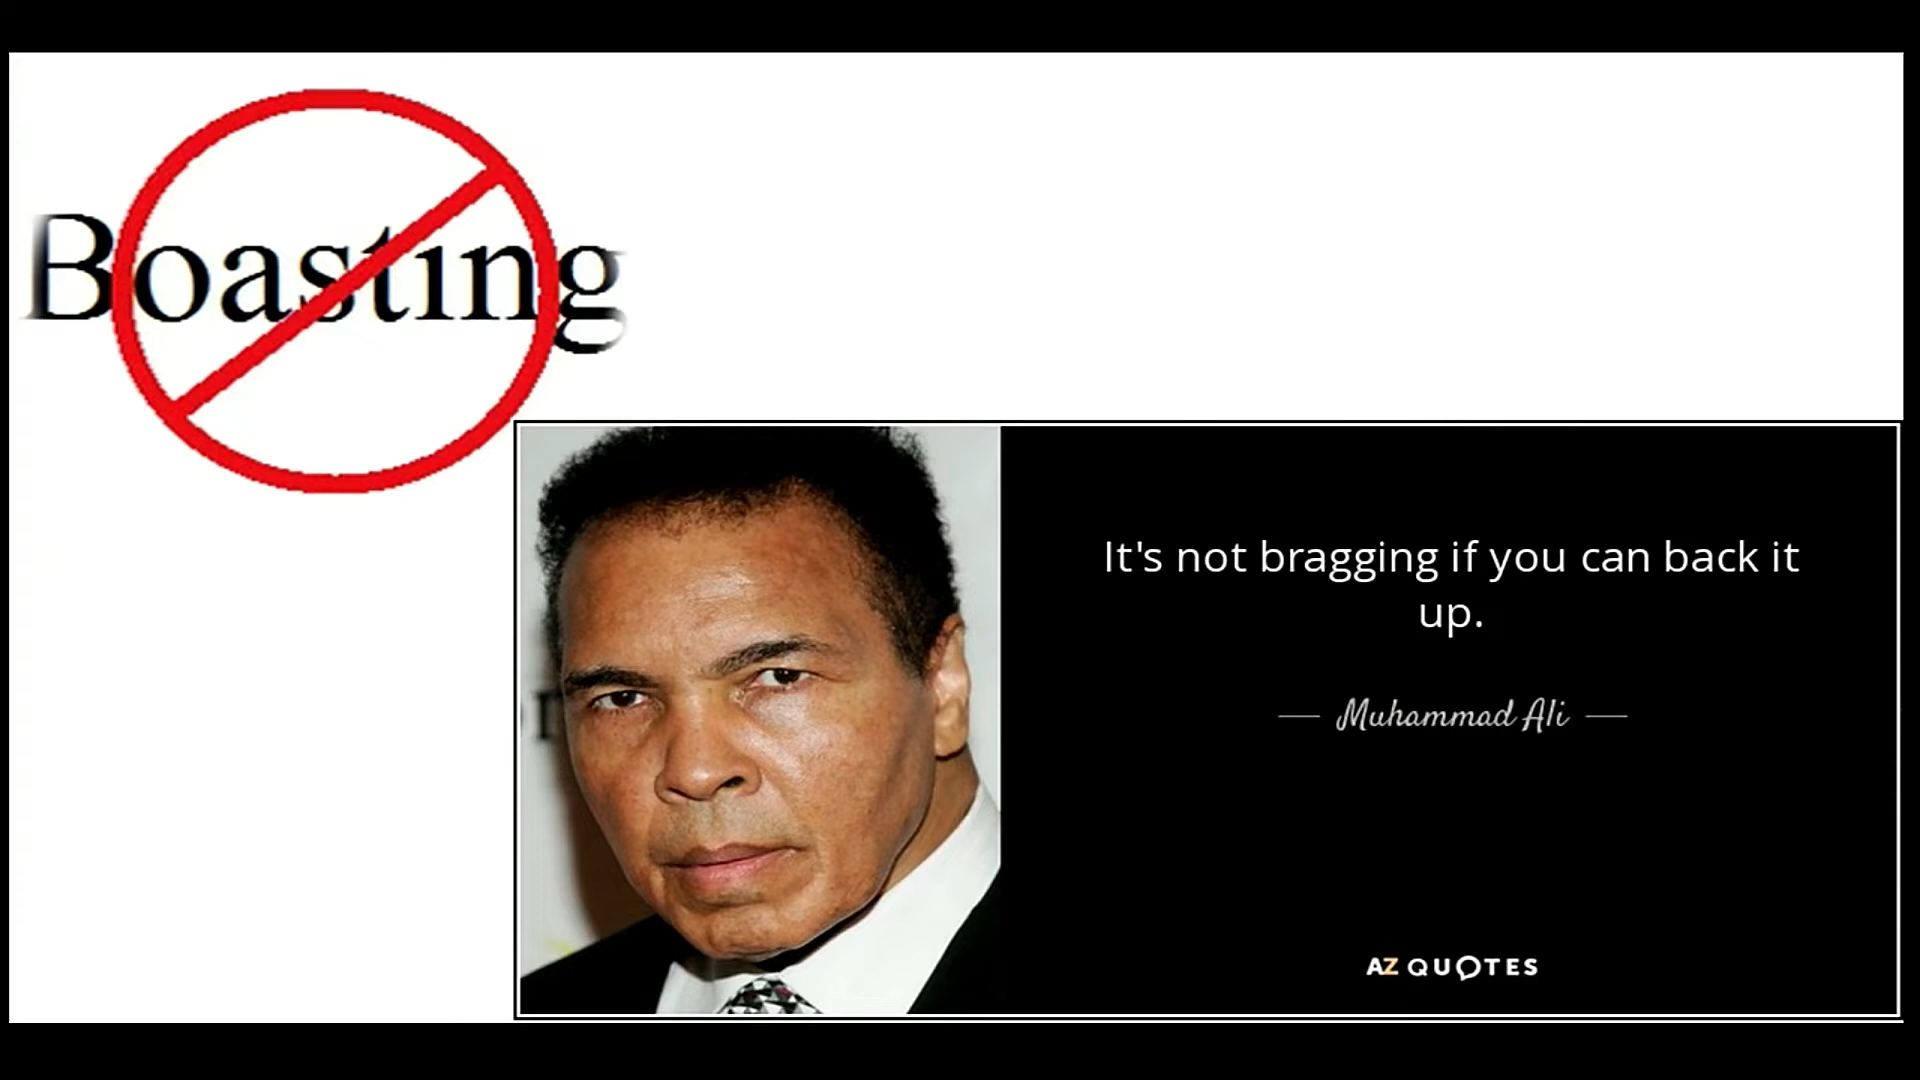 Boasting
It's not bragging if you can back it
up.
Muhammad Ali
AZ QUOTES